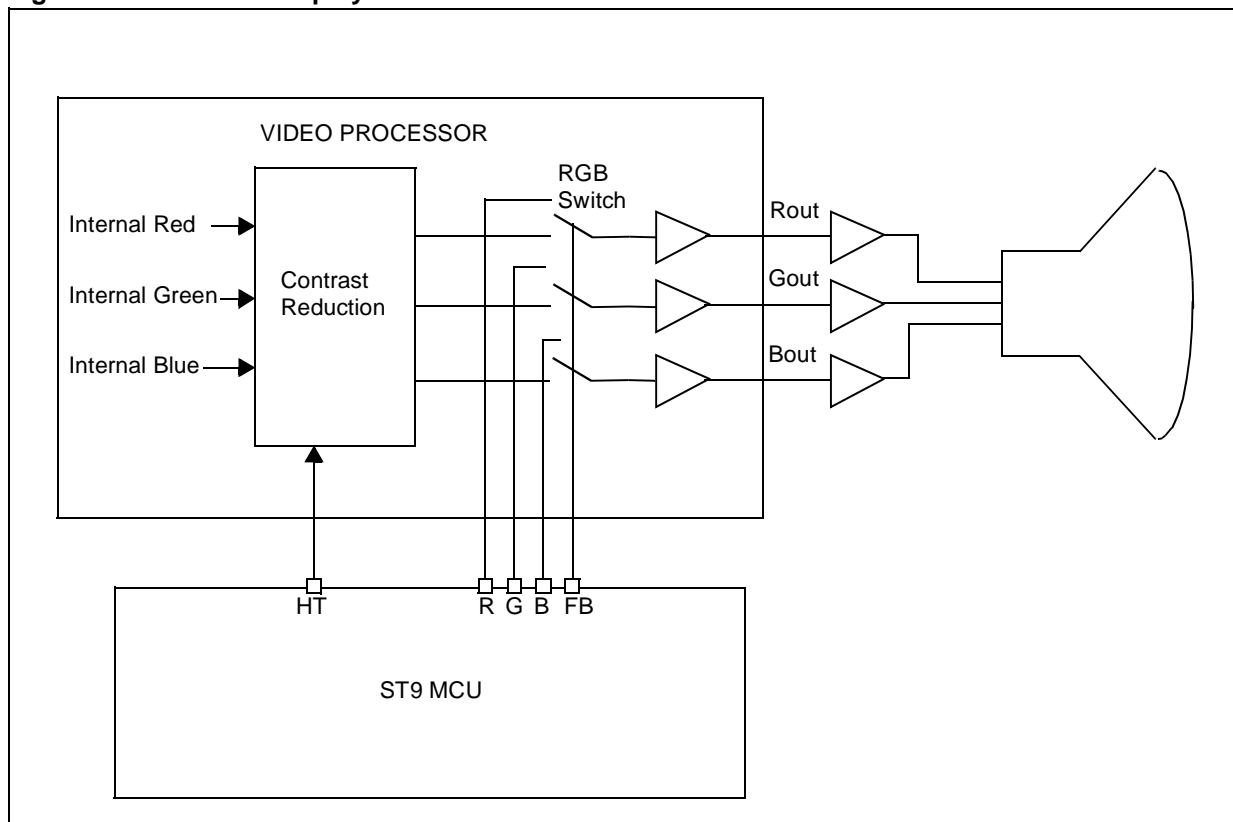 VIDEO PROCESSOR
RGB
Switch
Internal Red
Internal Green
Internal Blue
Contrast
Reduction
Rout
Gout
Bout
HT
R G B FB
ST9 MCU